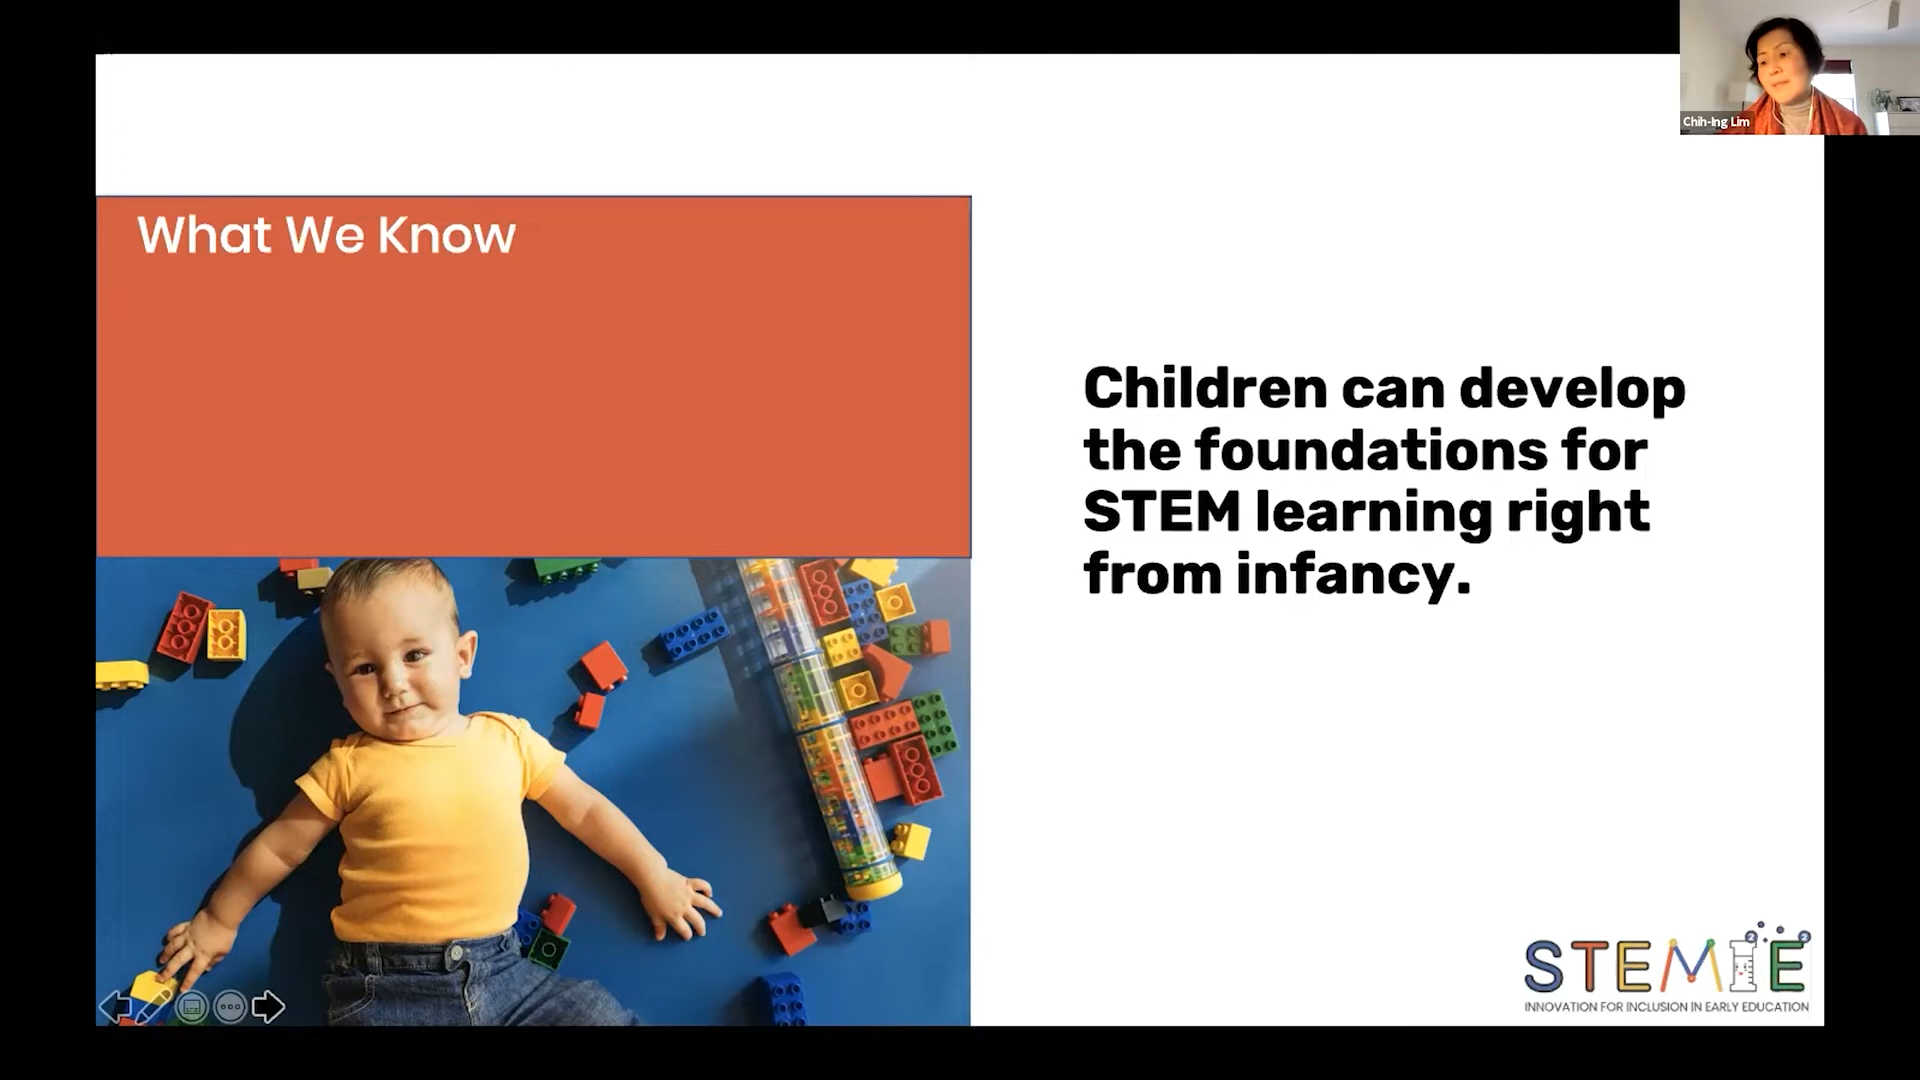 Chih-Ing Lim
What We Know
Children can develop
the foundations for
STEM learning right
from infancy.
STEMIE
INNOVATION FOR INCLUSION IN EARLY EDUCATION